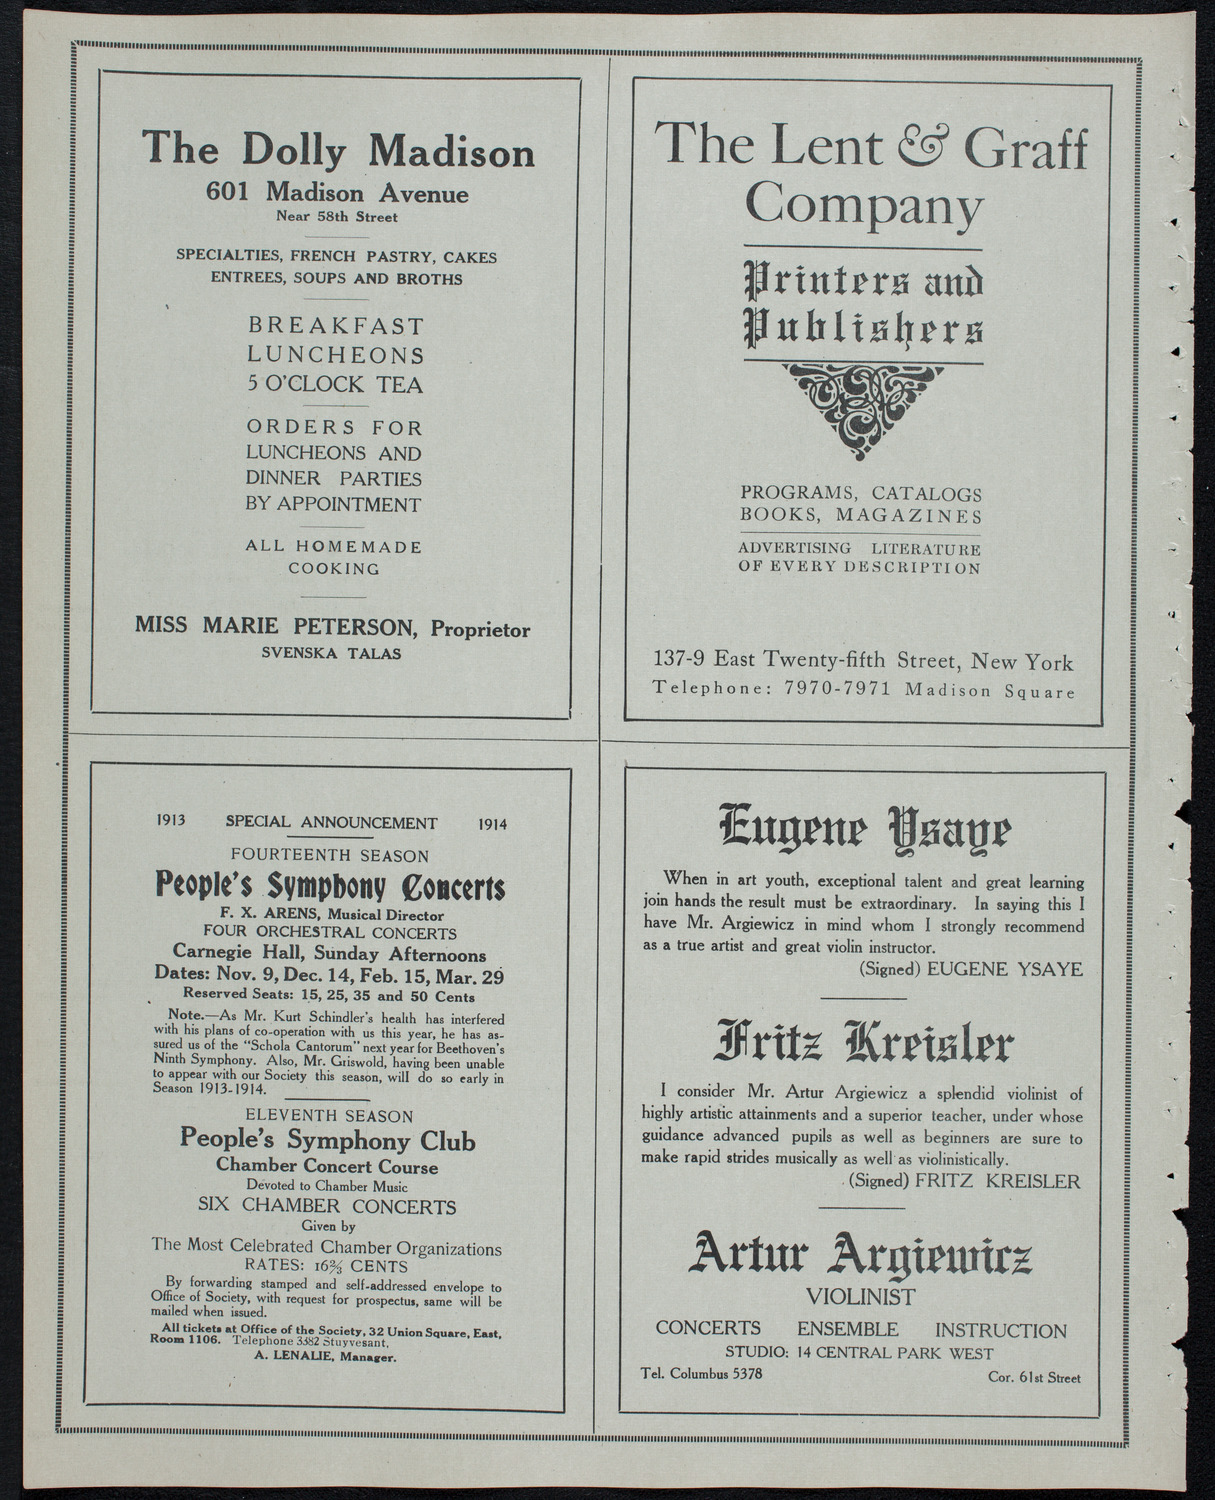 The Dolly Madison
601 Madison Avenue
Near 58th Street
SPECIALTIES, FRENCH PASTRY, CAKES
ENTREES, SOUPS AND BROTHS
BREAKFAST
LUNCHEONS
5 O'CLOCK TEA
ORDERS FOR
LUNCHEONS AND
DINNER PARTIES
BY APPOINTMENT
ALL HOMEMADE
COOKING
MISS MARIE PETERSON, Proprietor
SVENSKA TALAS
The Lent & Graff
Company
Printers and
Publishers
PROGRAMS, CATALOGS
BOOKS, MAGAZINES
ADVERTISING LITERATURE
OF EVERY DESCRIPTION
137-9 East Twenty-fifth Street, New York
Telephone: 7970-7971 Madison Square
1913 SPECIAL ANNOUNCEMENT 1914
FOURTEENTH SEASON
People's Symphony Concerts
F. X. ARENS, Musical Director
FOUR ORCHESTRAL CONCERTS
Carnegie Hall, Sunday Afternoons
Dates: Nov. 9, Dec. 14, Feb. 15, Mar. 29
Reserved Seats: 15, 25, 35 and 50 Cents
Note.—As Mr. Kurt Schindler's health has interfered
with his plans of co-operation with us this year, he has as-
sured us of the "Schola Cantorum" next year for Beethoven's
Ninth Symphony. Also, Mr. Griswold, having been unable
to appear with our Society this season, will do so early in
Season 1913-1914.
ELEVENTH SEASON
People's Symphony Club
Chamber Concert Course
Devoted to Chamber Music
SIX CHAMBER CONCERTS
Given by
The Most Celebrated Chamber Organizations
RATES: 16⅔ CENTS
By forwarding stamped and self-addressed envelope to
Office of Society, with request for prospectus, same will be
mailed when issued.
All tickets at Office of the Society, 32 Union Square, East,
Room 1106. Telephone 3382 Stuyvesant,
A. LENALIE, Manager.
Eugene Ysaye
When in art youth, exceptional talent and great learning
join hands the result must be extraordinary. In saying this I
have Mr. Argiewicz in mind whom I strongly recommend
as a true artist and great violin instructor.
(Signed) EUGENE YSAYE
Fritz Kreisler
I consider Mr. Artur Argiewicz a splendid violinist of
highly artistic attainments and a superior teacher, under whose
guidance advanced pupils as well as beginners are sure to
make rapid strides musically as well as violinistically.
(Signed) FRITZ KREISLER
Artur Argiewicz
VIOLINIST
CONCERTS ENSEMBLE INSTRUCTION
STUDIO: 14 CENTRAL PARK WEST
Tel. Columbus 5378 Cor. 61st Street